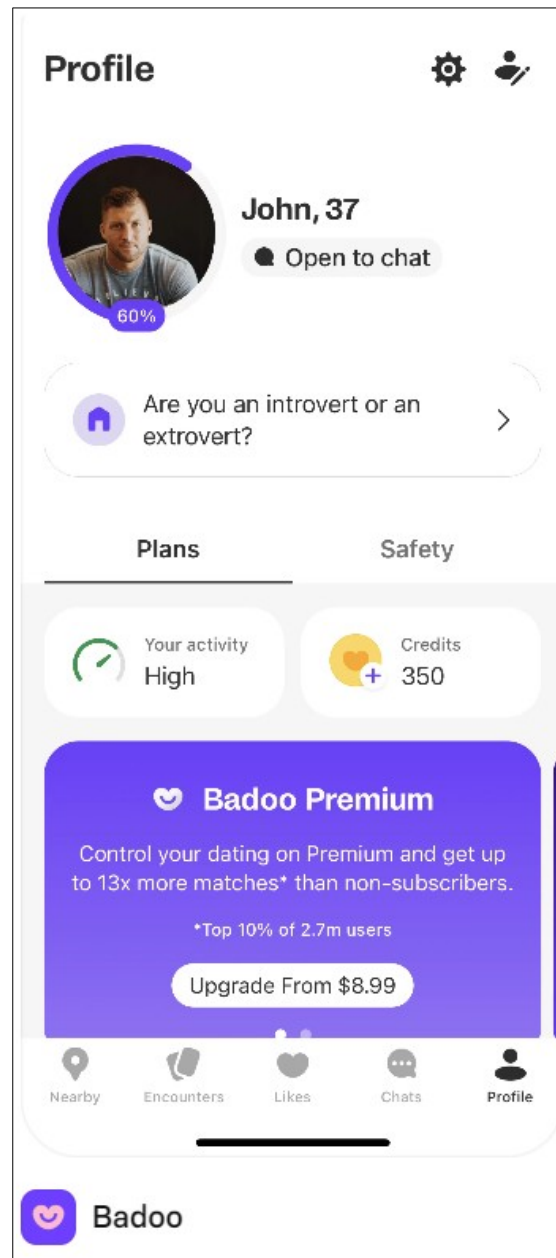 Profile
John, 37
Open to chat
60%
Are you an introvert or an
extrovert?
Plans
Safety
Your activity
High
Credits
350
Badoo Premium
Control your dating on Premium and get up
to 13x more matches* than non-subscribers.
*Top 10% of 2.7m users
Upgrade From $8.99
Nearby
Encounters
Likes
Chats
Profile
Badoo